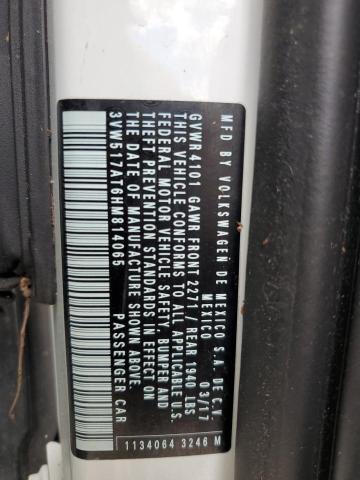 MFD BY VOLKSWAGEN DE MEXICO S.A. DE C.V.
MEXICO 03/17
GVWR 4101 GAWR FRONT 2271 // REAR 1940 LBS
THIS VEHICLE CONFORMS TO ALL APPLICABLE U.S.
FEDERAL MOTOR VEHICLE SAFETY, BUMPER AND
THEFT PREVENTION STANDARDS IN EFFECT ON
THE DATE OF MANUFACTURE SHOWN ABOVE.
3VW517AT6HM814065 PASSENGER CAR
1134064 3246 M